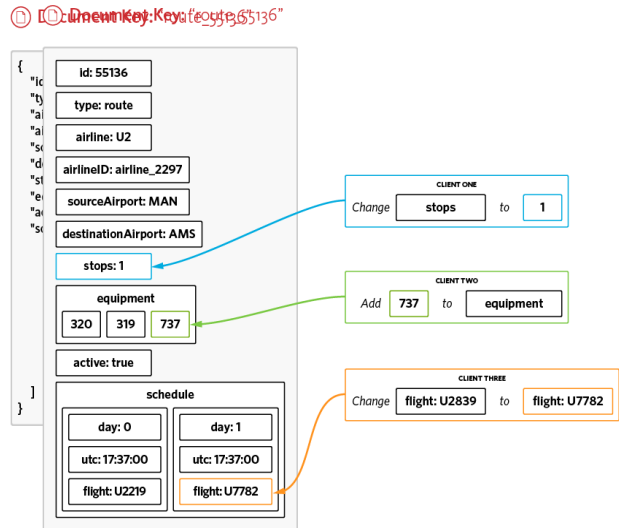 Document Key: "route_55136"
{
id: 55136
type: route
airline: U2
airlineID: airline_2297
sourceAirport: MAN
destinationAirport: AMS
stops: 1
equipment
320 319 737
active: true
schedule
day: 0 day: 1
utc: 17:37:00 utc: 17:37:00
flight: U2219 flight: U7782
]
}
CLIENT ONE
Change stops to 1
CLIENT TWO
Add 737 to equipment
CLIENT THREE
Change flight: U2839 to flight: U7782